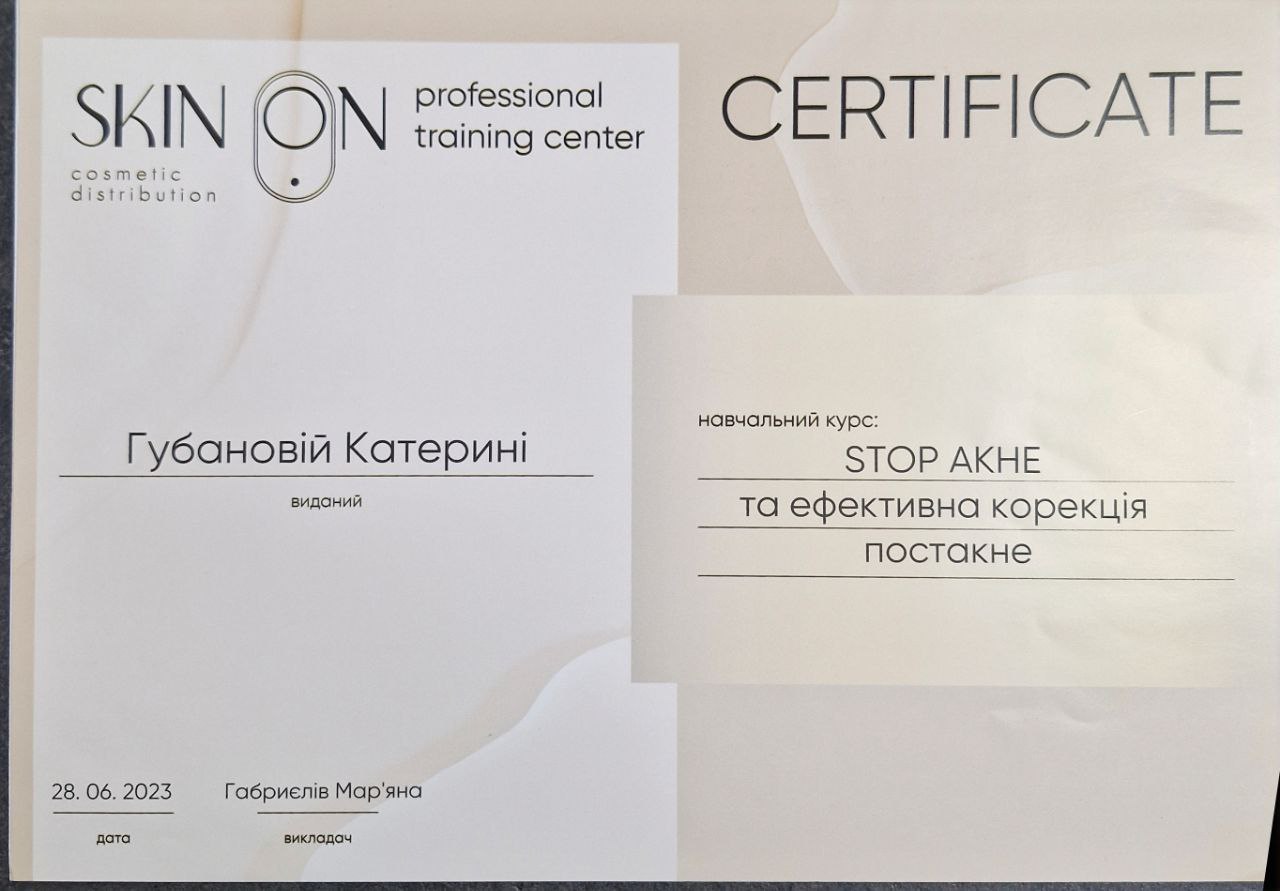 SKIN ON
cosmetic
distribution
professional
training center
CERTIFICATE
Губановій Катерині
виданий
навчальний курс:
STOP АКНЕ
та ефективна корекція
постакне
28. 06. 2023
дата
Габриєлів Мар'яна
викладач